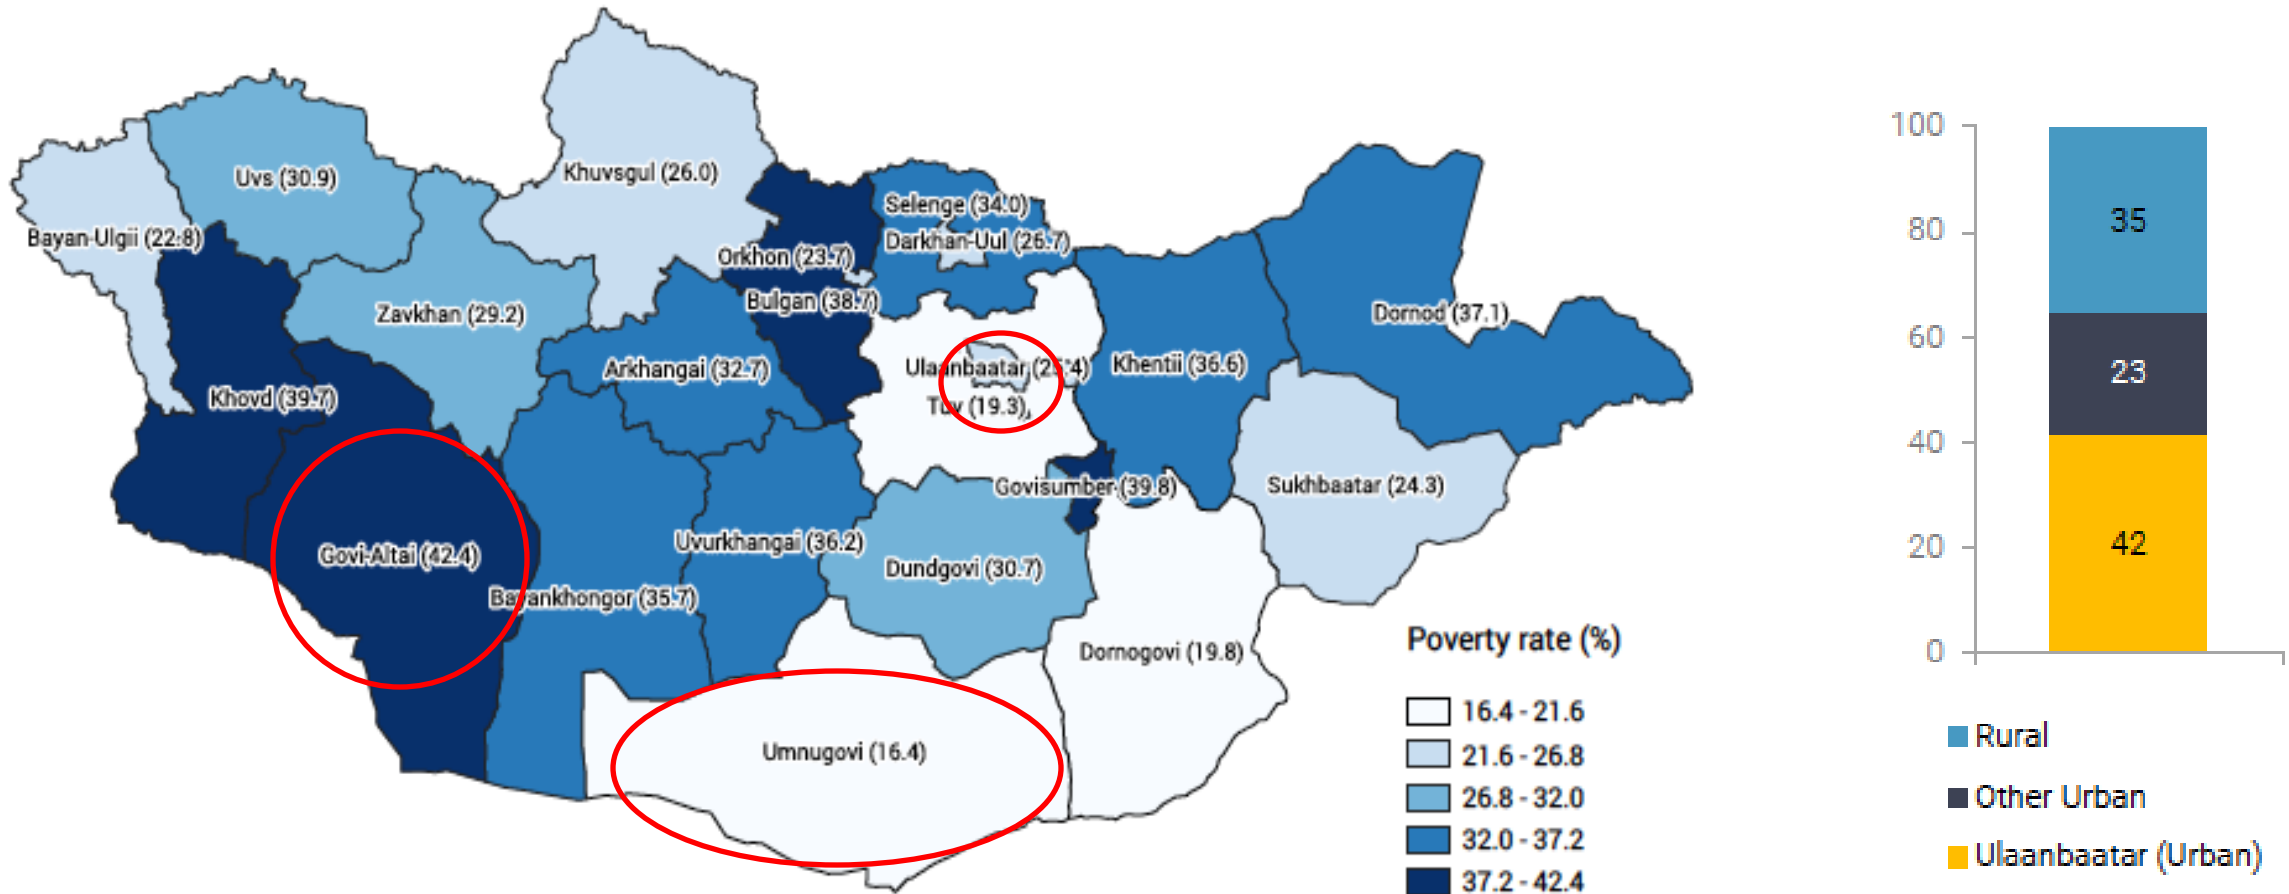 Uvs (30.9)
Khuvsgul (26.0)
Bayan-Ulgii (22.8)
Selenge (34.0)
Darkhan-Uul (26.7)
Orkhon (23.7)
Bulgan (38.7)
Zavkhan (29.2)
Dornod (37.1)
Arkhangai (32.7)
Ulaanbaatar (25.4)
Khentii (36.6)
Khovd (39.7)
Tuv (19.3)
Govisumber (39.8)
Sukhbaatar (24.3)
Govi-Altai (42.4)
Uvurkhangai (36.2)
Dundgovi (30.7)
Bayankhongor (35.7)
Dornogovi (19.8)
Umnugovi (16.4)
Poverty rate (%)
16.4 - 21.6
21.6 - 26.8
26.8 - 32.0
32.0 - 37.2
37.2 - 42.4
100
80
60
40
20
0
35
23
42
Rural
Other Urban
Ulaanbaatar (Urban)